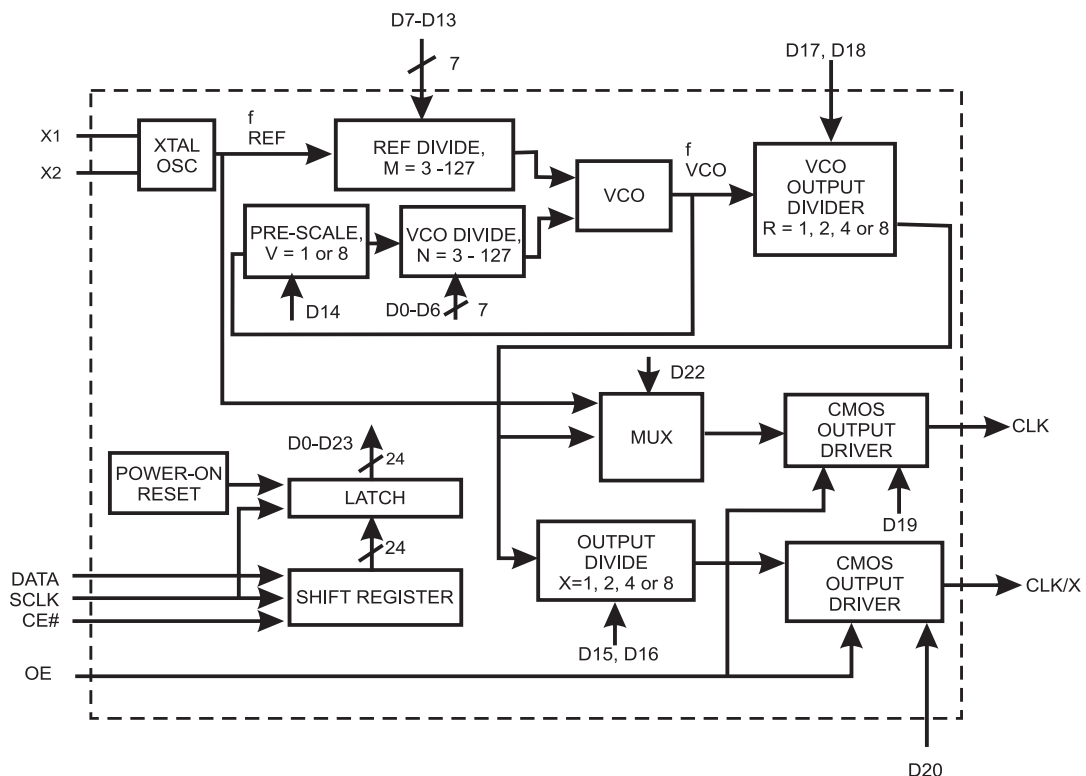 D7-D13
7
D17, D18
X1
X2
XTAL
OSC
f
REF
REF DIVIDE,
M = 3 -127
VCO
f
VCO
VCO
OUTPUT
DIVIDER
R = 1, 2, 4 or 8
PRE-SCALE,
V = 1 or 8
VCO DIVIDE,
N = 3 - 127
D14
D0-D6
7
D22
MUX
CMOS
OUTPUT
DRIVER
CLK
D19
D0-D23
24
POWER-ON
RESET
LATCH
24
DATA
SCLK
CE#
SHIFT REGISTER
OUTPUT
DIVIDE
X=1, 2, 4 or 8
CMOS
OUTPUT
DRIVER
CLK/X
D15, D16
OE
D20